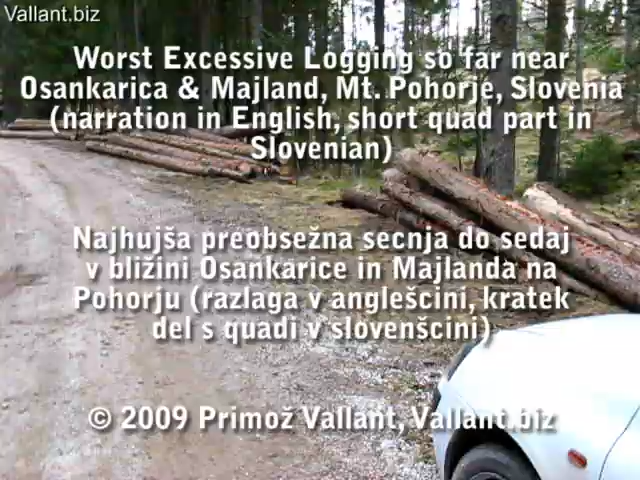 Vallant.biz
Worst Excessive Logging so far near
Osankarica & Majland, Mt. Pohorje, Slovenia
(narration in English, short quad part in
Slovenian)
Najhujša preobsežna secnja do sedaj
v bližini Osankarice in Majlanda na
Pohorju (razlaga v anglešcini, kratek
del s quadi v slovenšcini)
© 2009 Primož Vallant, Vallant.biz